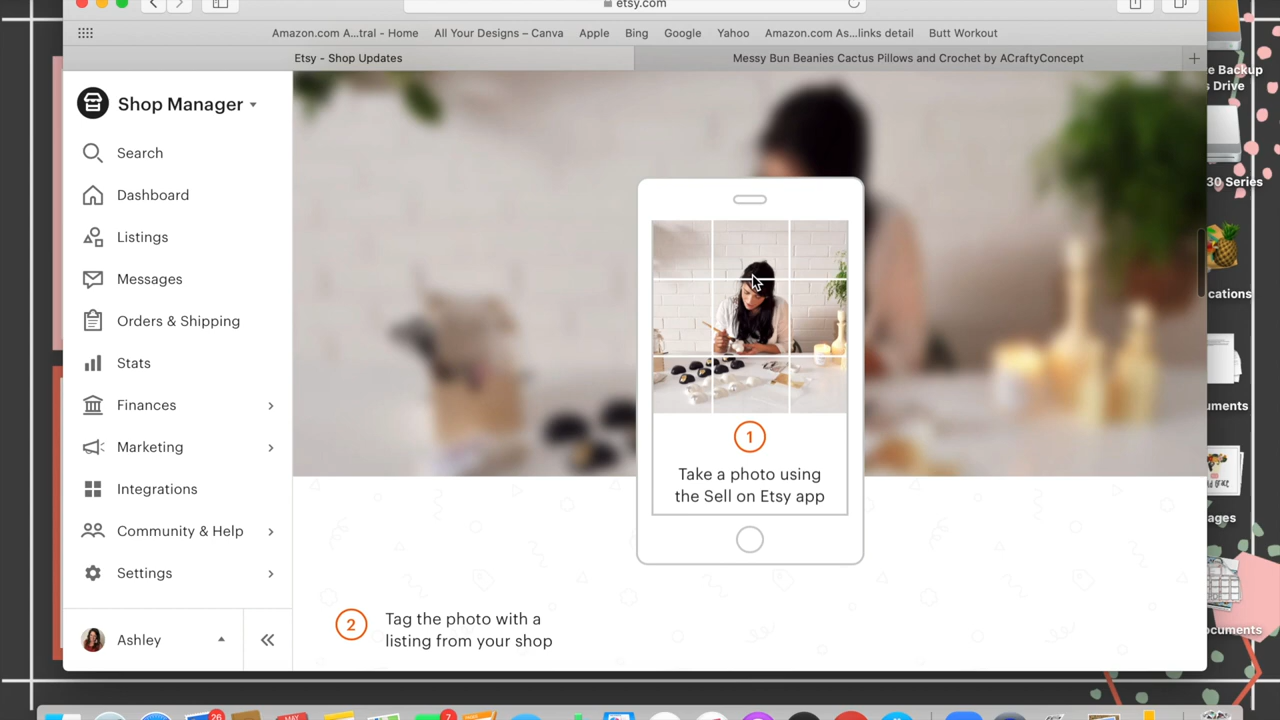 etsy.com
Amazon.com A...tral - Home
All Your Designs – Canva
Apple
Bing
Google
Yahoo
Amazon.com As...links detail
Butt Workout
Etsy - Shop Updates
Messy Bun Beanies Cactus Pillows and Crochet by ACraftyConcept
Shop Manager
Search
Dashboard
Listings
Messages
Orders & Shipping
Stats
Finances
Marketing
Integrations
Community & Help
Settings
Ashley
1
Take a photo using
the Sell on Etsy app
2
Tag the photo with a
listing from your shop
e Backup
s Drive
30 Series
cations
uments
ages
ocuments
26
MAY
7